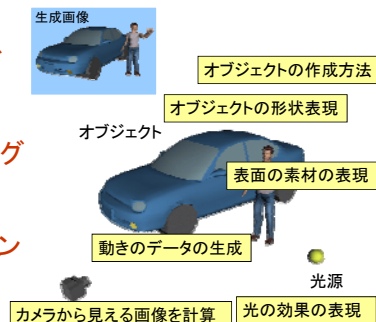 生成画像
オブジェクトの作成方法
オブジェクトの形状表現
オブジェクト
グ
表面の素材の表現
ン
動きのデータの生成
光源
カメラから見える画像を計算
光の効果の表現